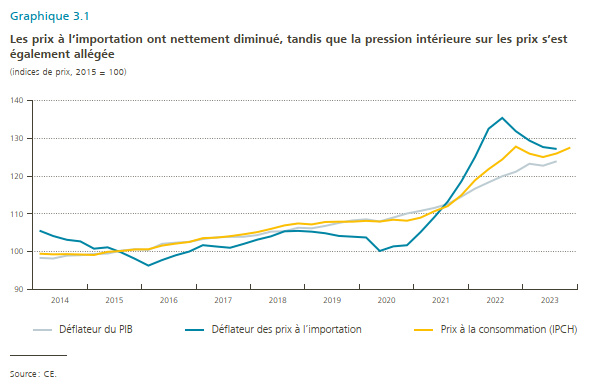 Graphique 3.1
Les prix à l’importation ont nettement diminué, tandis que la pression intérieure sur les prix s’est
également allégée
(indices de prix, 2015 = 100)
140
130
120
110
100
90
2014 2015 2016 2017 2018 2019 2020 2021 2022 2023
Déflateur du PIB Déflateur des prix à l´importation Prix à la consommation (IPCH)
Source: CE.